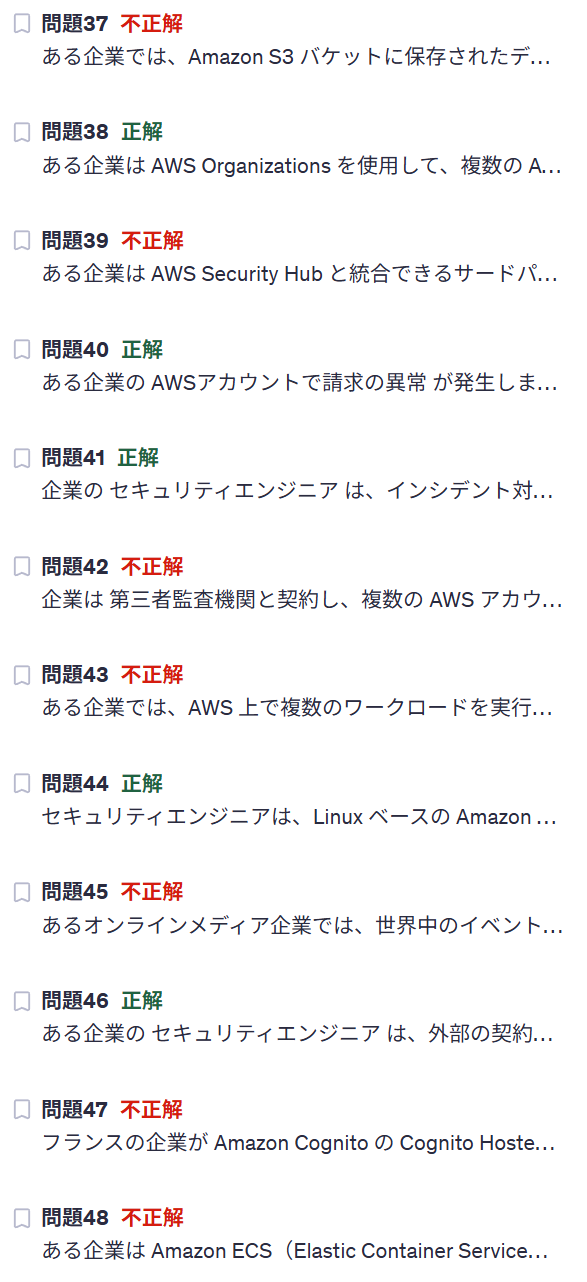 問題37 不正解
ある企業では、Amazon S3 バケットに保存されたデ...
問題38 正解
ある企業は AWS Organizations を使用して、複数の A...
問題39 不正解
ある企業は AWS Security Hub と統合できるサードパ...
問題40 正解
ある企業の AWSアカウントで請求の異常 が発生しま...
問題41 正解
企業の セキュリティエンジニア は、インシデント対...
問題42 不正解
企業は 第三者監査機関と契約し、複数の AWS アカウ...
問題43 不正解
ある企業では、AWS 上で複数のワークロードを実行...
問題44 正解
セキュリティエンジニアは、Linux ベースの Amazon ...
問題45 不正解
あるオンラインメディア企業では、世界中のイベント...
問題46 正解
ある企業の セキュリティエンジニア は、外部の契約...
問題47 不正解
フランスの企業が Amazon Cognito の Cognito Hoste...
問題48 不正解
ある企業は Amazon ECS（Elastic Container Service...